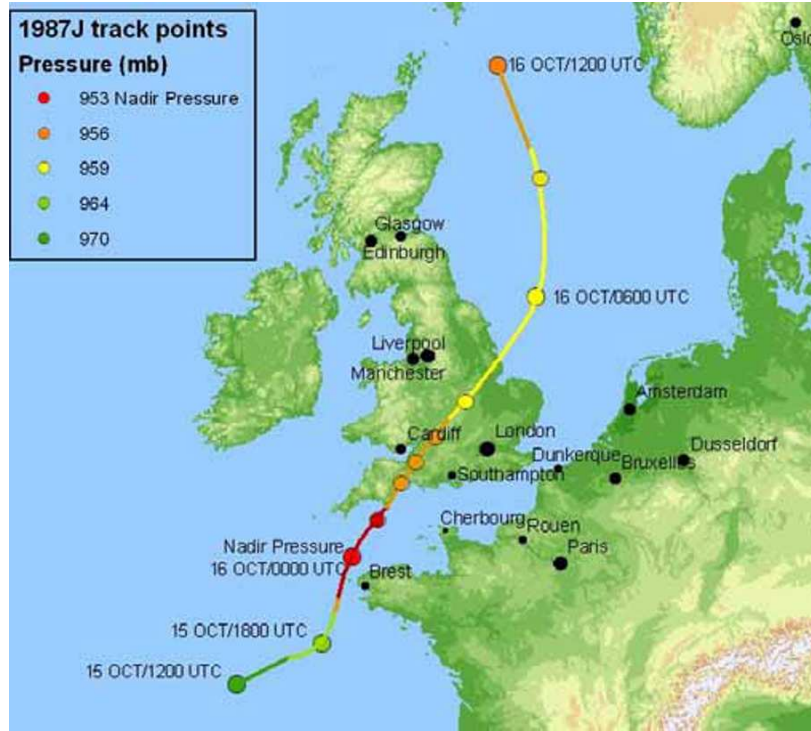 1987J track points
Pressure (mb)
953 Nadir Pressure
956
959
964
970
Oslo
16 OCT/1200 UTC
Glasgow
Edinburgh
16 OCT/0600 UTC
Liverpool
Manchester
Amsterdam
Cardiff
London
Dusseldorf
Dunkerque
Bruxelles
Southampton
Cherbourg
Rouen
Nadir Pressure
16 OCT/0000 UTC
Paris
Brest
15 OCT/1800 UTC
15 OCT/1200 UTC